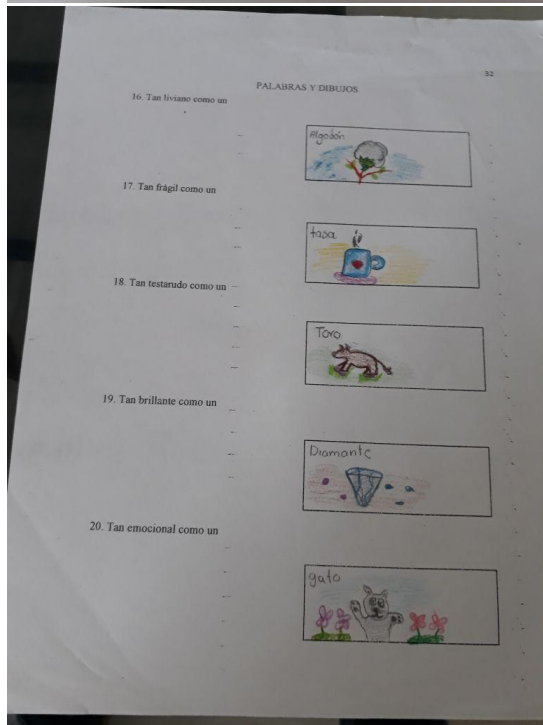 32
PALABRAS Y DIBUJOS
16. Tan liviano como un
Algodón
17. Tan frágil como un
tasa
18. Tan testarudo como un
Toro
19. Tan brillante como un
Diamante
20. Tan emocional como un
gato